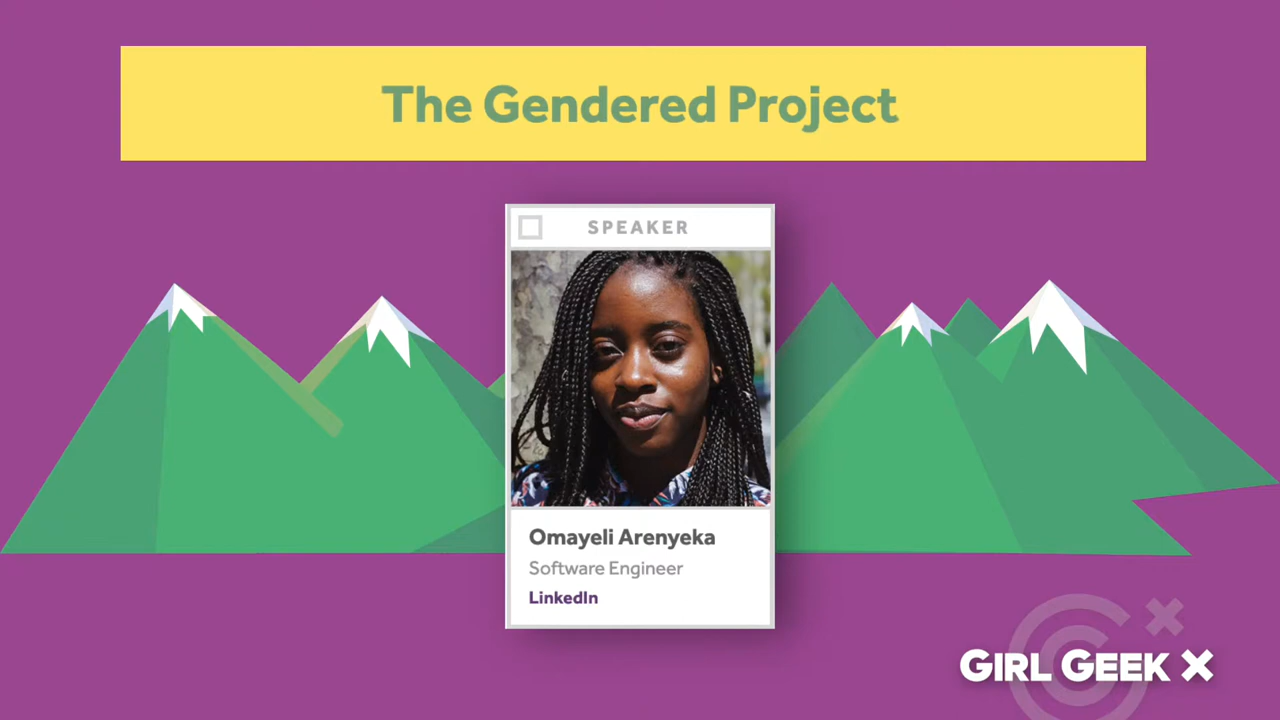 The Gendered Project
SPEAKER
Omayeli Arenyeka
Software Engineer
LinkedIn
GIRL GEEK X